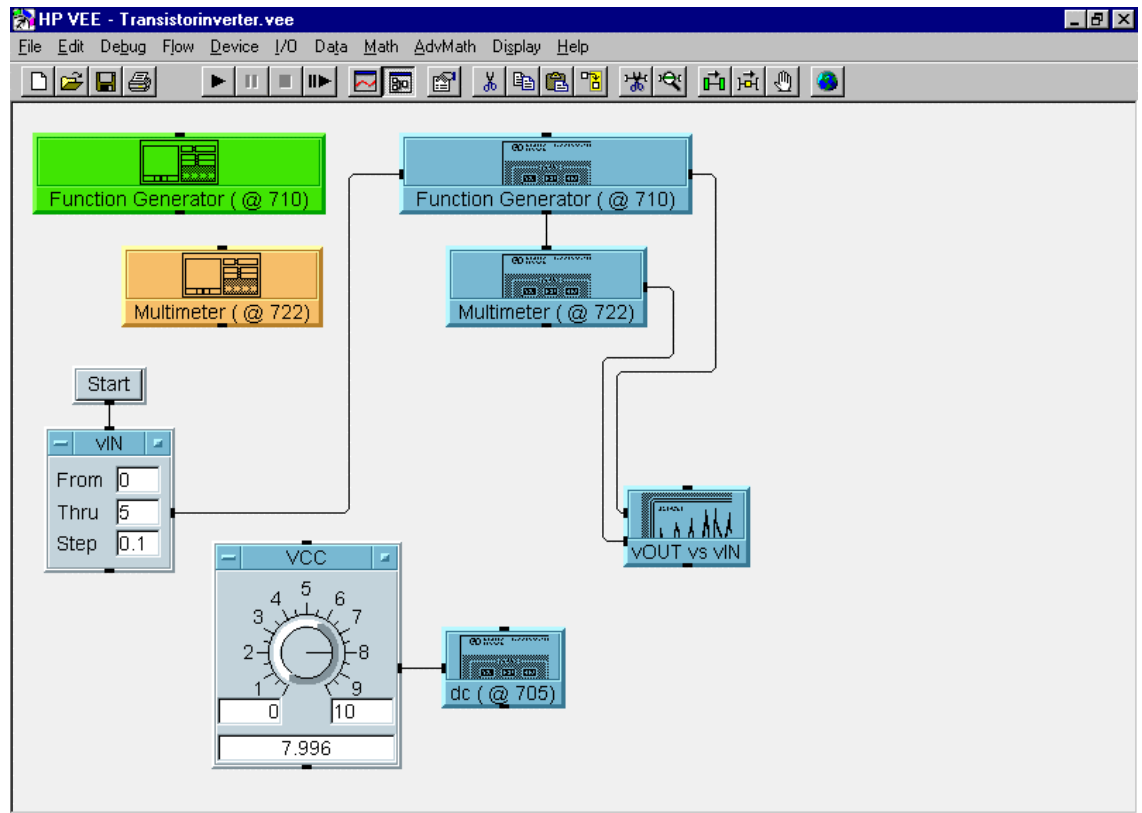 HP VEE - Transistorinverter.vee
File Edit Debug Flow Device I/O Data Math AdvMath Display Help
Function Generator ( @ 710)
Function Generator ( @ 710)
Multimeter ( @ 722)
Multimeter ( @ 722)
Start
vIN
From 0
Thru 5
Step 0.1
vOUT vs vIN
VCC
1 2 3 4 5 6 7 8 9
0 10
7.996
dc ( @ 705)